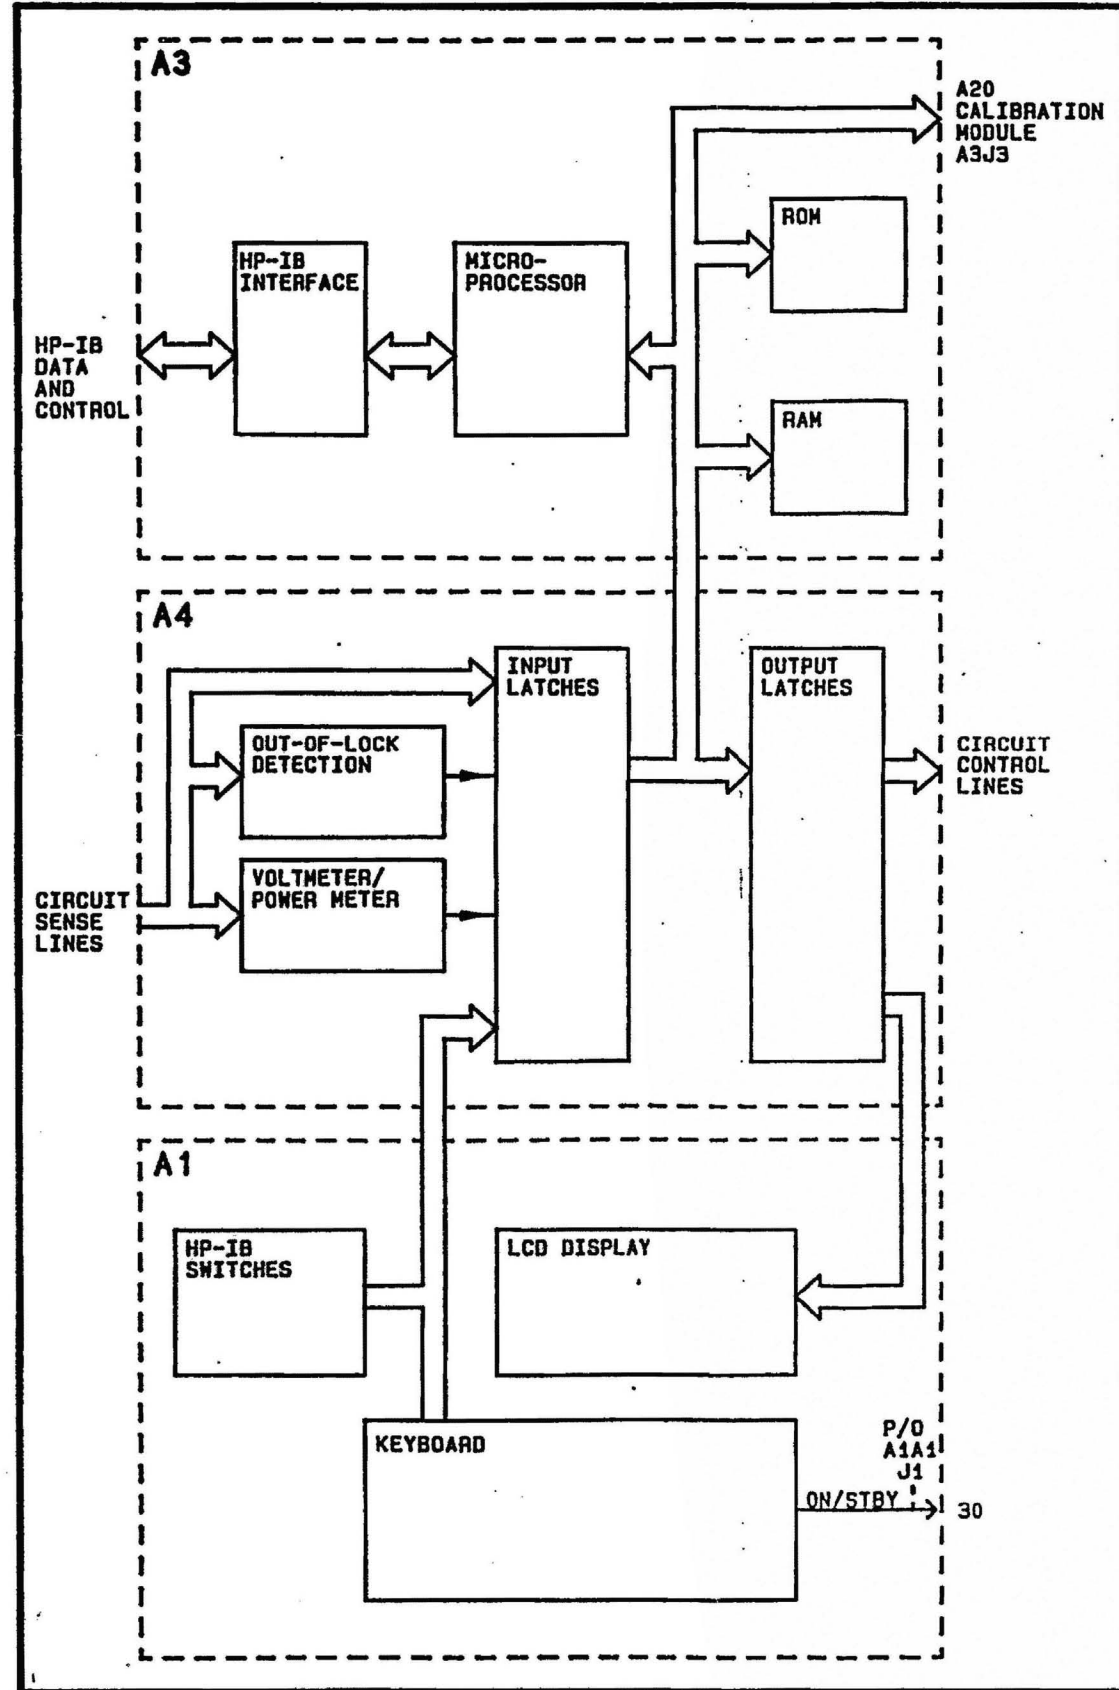 A3
A20
CALIBRATION
MODULE
A3J3
ROM
HP-IB
INTERFACE
MICRO-
PROCESSOR
HP-IB
DATA
AND
CONTROL
RAM
A4
INPUT
LATCHES
OUTPUT
LATCHES
OUT-OF-LOCK
DETECTION
CIRCUIT
CONTROL
LINES
VOLTMETER/
POWER METER
CIRCUIT
SENSE
LINES
A1
HP-IB
SWITCHES
LCD DISPLAY
KEYBOARD
P/O
A1A1
J1
ON/STBY
30